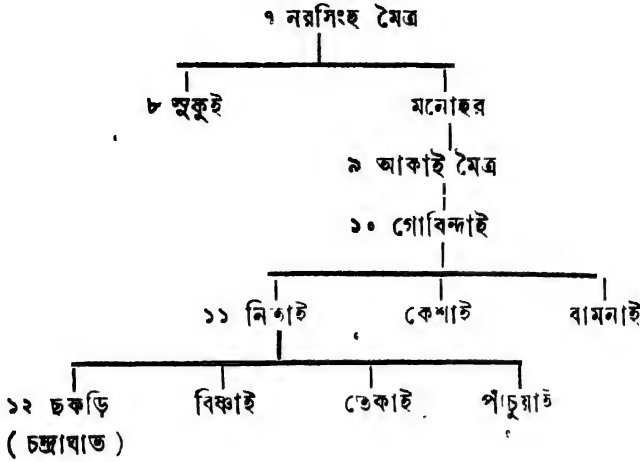 ৭ নরসিংহ মৈত্র
৮ সুকুই মনোহর
৯ আকাই মৈত্র
১০ গোবিন্দাই
১১ নিতাই কেশাই বামনাই
১২ ছকড়ি বিষ্ণাই তেকাই পাঁচুয়াই
( চন্দ্রাঘাত )